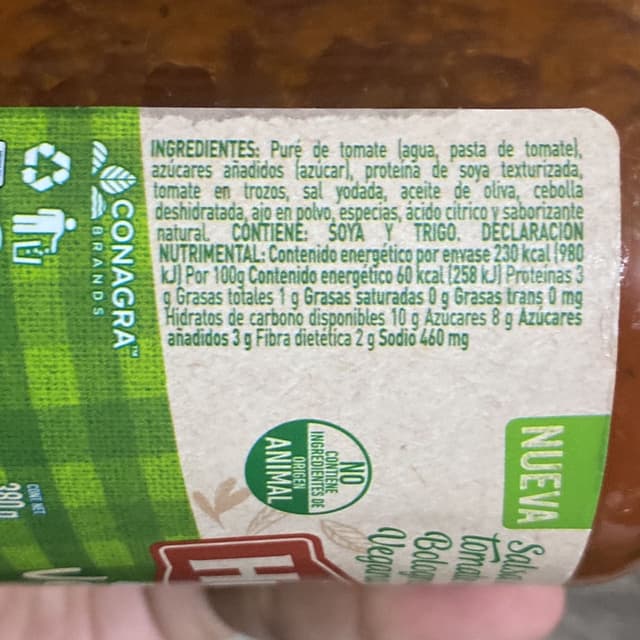 INGREDIENTES: Puré de tomate (agua, pasta de tomate),
azúcares añadidos (azúcar), proteína de soya texturizada,
tomate en trozos, sal yodada, aceite de oliva, cebolla
deshidratada, ajo en polvo, especias, ácido cítrico y saborizante
natural. CONTIENE: SOYA Y TRIGO. DECLARACIÓN
NUTRIMENTAL: Contenido energético por envase 230 kcal (980
kJ) Por 100g Contenido energético 60 kcal (258 kJ) Proteínas 3
g Grasas totales 1 g Grasas saturadas 0 g Grasas trans 0 mg
Hidratos de carbono disponibles 10 g Azúcares 8 g Azúcares
añadidos 3 g Fibra dietética 2 g Sodio 460 mg
CONAGRA™
BRANDS
NO
CONTIENE
INGREDIENTES DE
ORIGEN
ANIMAL
NUEVA
CONT. NET.
380g